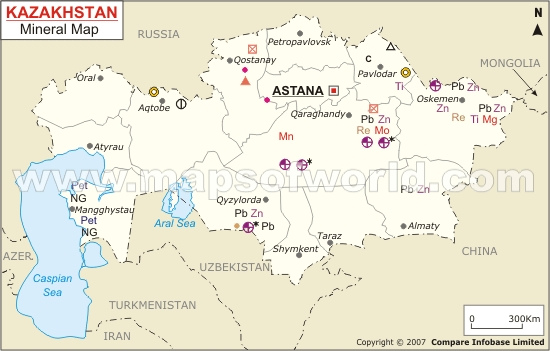 KAZAKHSTAN
Mineral Map
RUSSIA
N
Petropavlovsk
Qostanay
C
Pavlodar
MONGOLIA
Oral
Ti
ASTANA
Oskemen
Pb Zn
Aqtobe
Zn
Qaraghandy
Pb Zn
Re
Ti Mg
Re Mo
Mn
Atyrau
www.mapsofworld.com
Pet
NG
Pb Zn
Qyzylorda
Mangghystau
Pb Zn
Pet
Aral Sea
Pb
Almaty
NG
Taraz
Shymkent
AZER.
UZBEKISTAN
CHINA
Caspian
Sea
TURKMENISTAN
0 300Km
IRAN
Copyright © 2007 Compare Infobase Limited